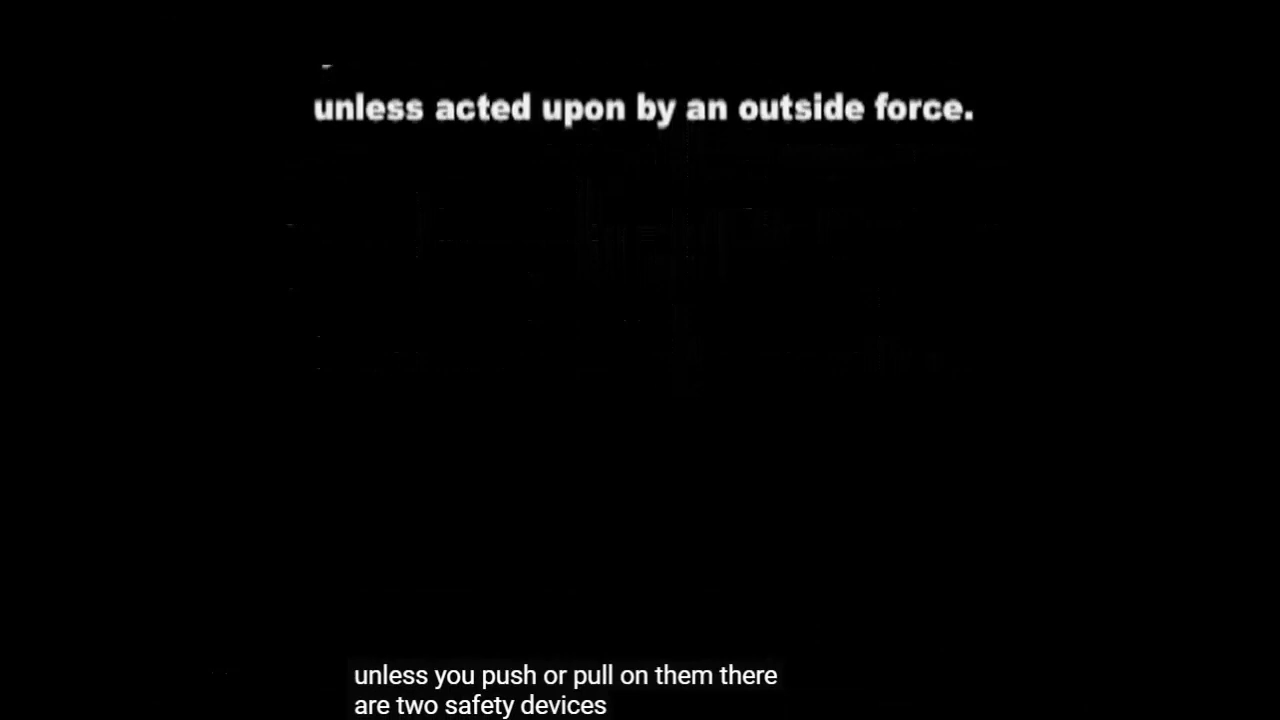 unless acted upon by an outside force.
unless you push or pull on them there
are two safety devices